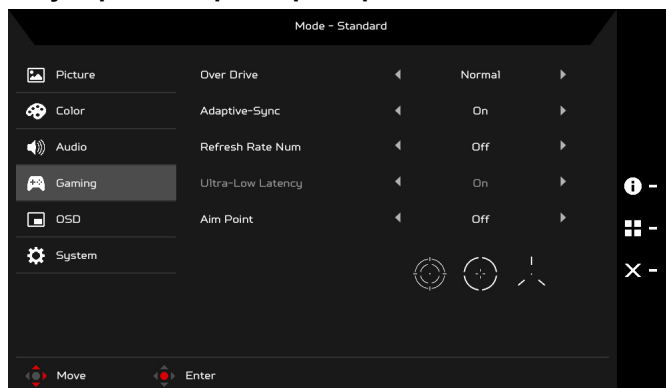 Mode - Standard
Picture
Over Drive
Normal
Color
Adaptive-Sync
On
Audio
Refresh Rate Num
Off
Gaming
Ultra-Low Latency
On
OSD
Aim Point
Off
System
Move
Enter